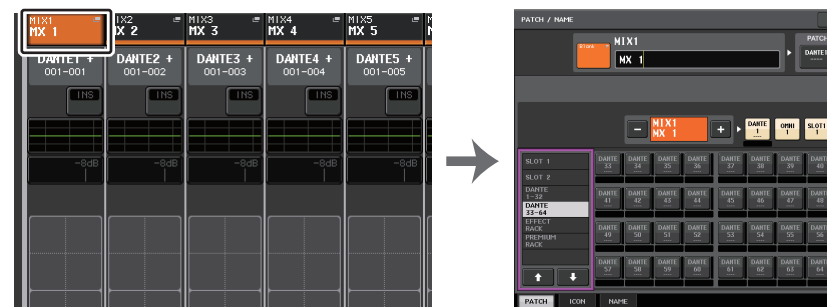 MIX1 MIX2 MIX3 MIX4 MIX5
MX 1 MX 2 MX 3 MX 4 MX 5
DANTE1 + DANTE2 + DANTE3 + DANTE4 + DANTE5 +
001-001 001-002 001-003 001-004 001-005
INS INS INS INS INS
-8dB -8dB -8dB -8dB -8dB
PATCH / NAME
Blank
MIX1
MX 1
PATCH
DANTE1
MIX1
MX 1
− +
DANTE 1 OMNI 1 SLOT1 1
SLOT 1
SLOT 2
DANTE
1-32
DANTE
33-64
EFFECT
RACK
PREMIUM
RACK
DANTE 33 DANTE 34 DANTE 35 DANTE 36 DANTE 37 DANTE 38 DANTE 39 DANTE 40
DANTE 41 DANTE 42 DANTE 43 DANTE 44 DANTE 45 DANTE 46 DANTE 47 DANTE 48
DANTE 49 DANTE 50 DANTE 51 DANTE 52 DANTE 53 DANTE 54 DANTE 55 DANTE 56
DANTE 57 DANTE 58 DANTE 59 DANTE 60 DANTE 61 DANTE 62 DANTE 63 DANTE 64
PATCH ICON NAME